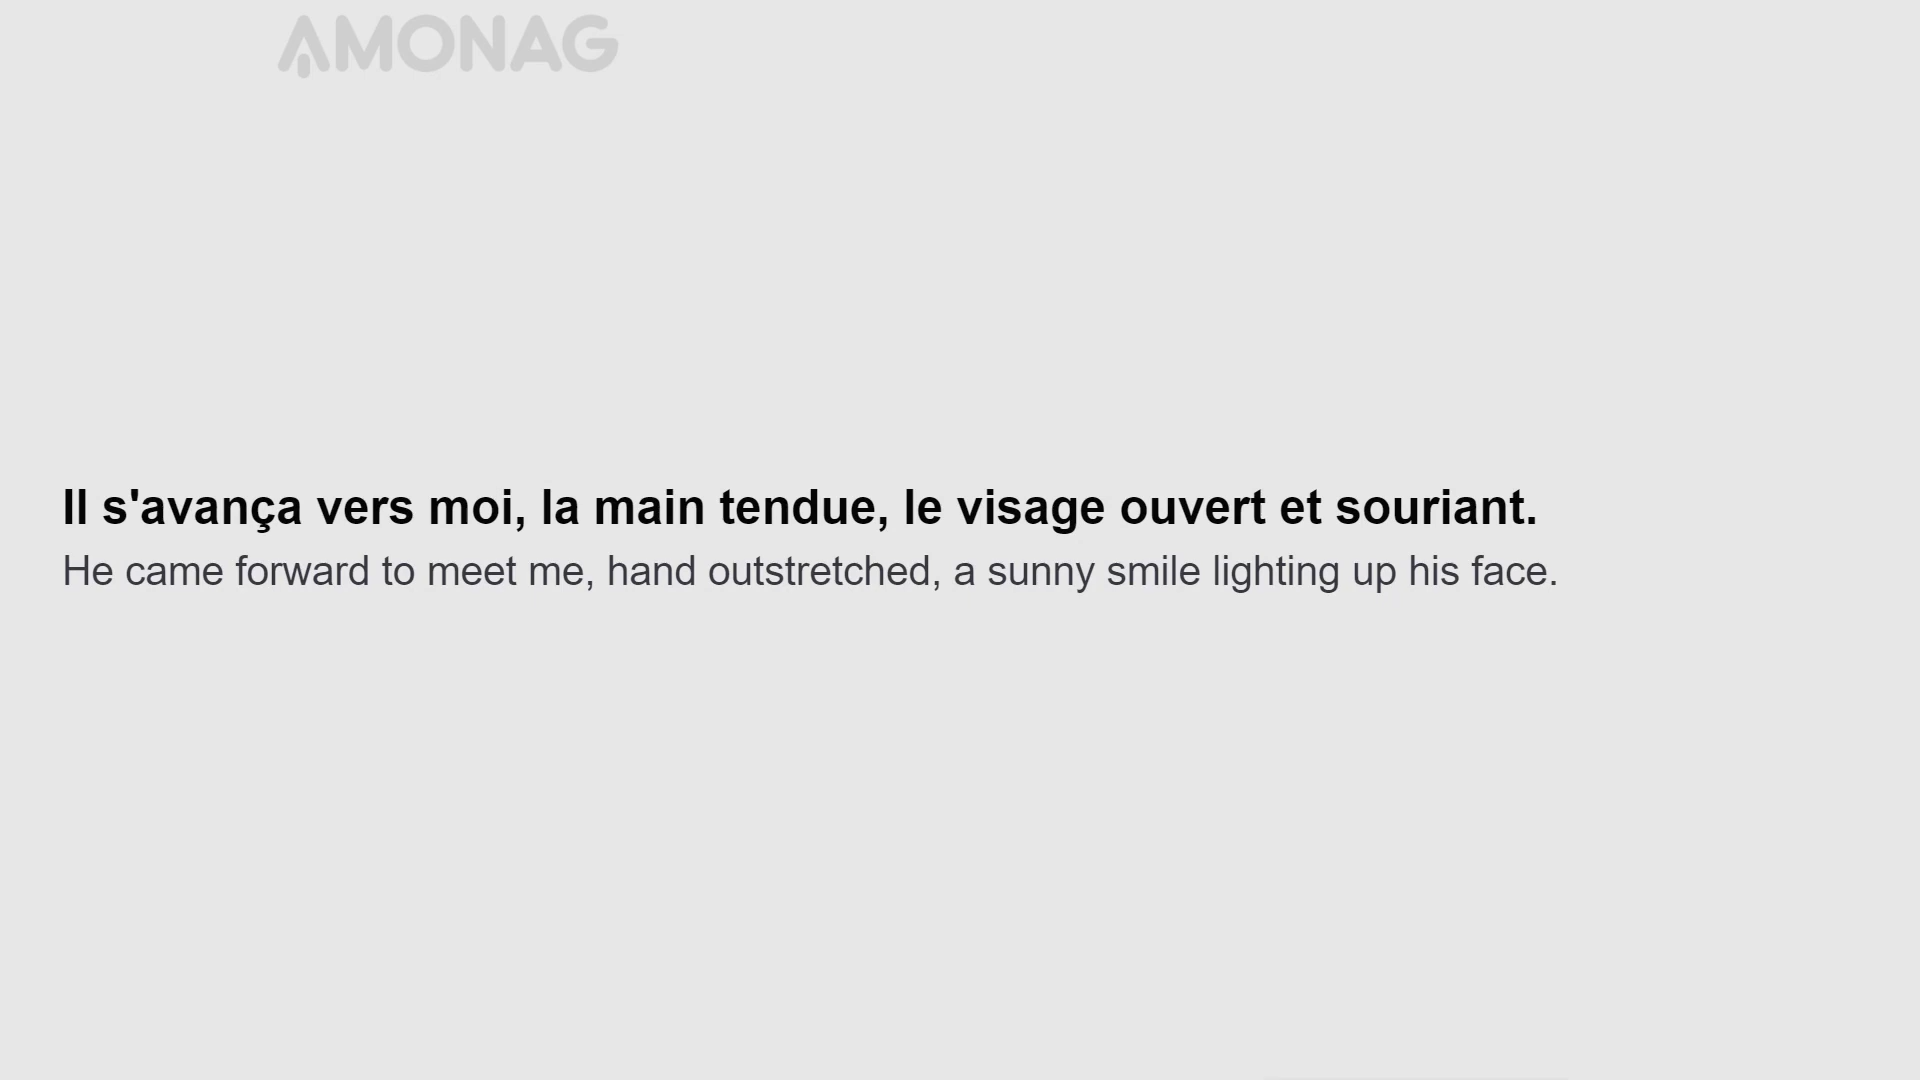 AMONAG
Il s'avança vers moi, la main tendue, le visage ouvert et souriant.
He came forward to meet me, hand outstretched, a sunny smile lighting up his face.